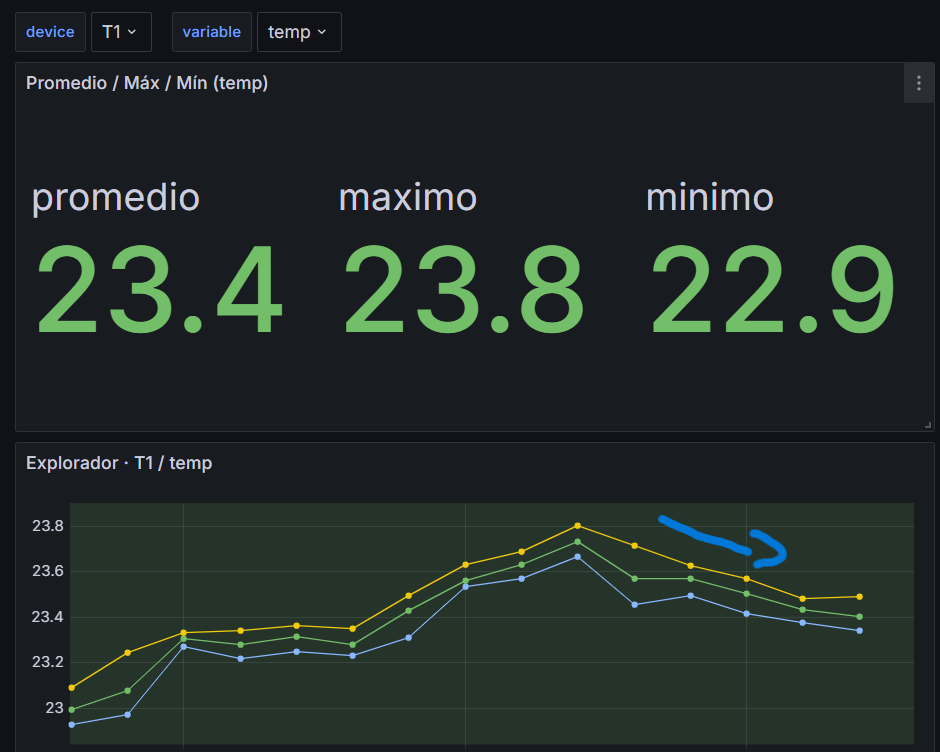 device T1 variable temp
Promedio / Máx / Mín (temp)
promedio maximo minimo
23.4 23.8 22.9
Explorador · T1 / temp
23.8
23.6
23.4
23.2
23